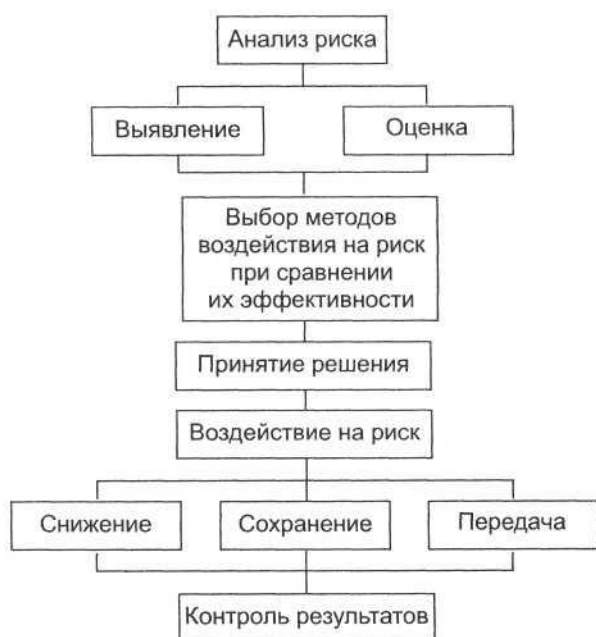 Анализ риска
Выявление
Оценка
Выбор методов
воздействия на риск
при сравнении
их эффективности
Принятие решения
Воздействие на риск
Снижение
Сохранение
Передача
Контроль результатов